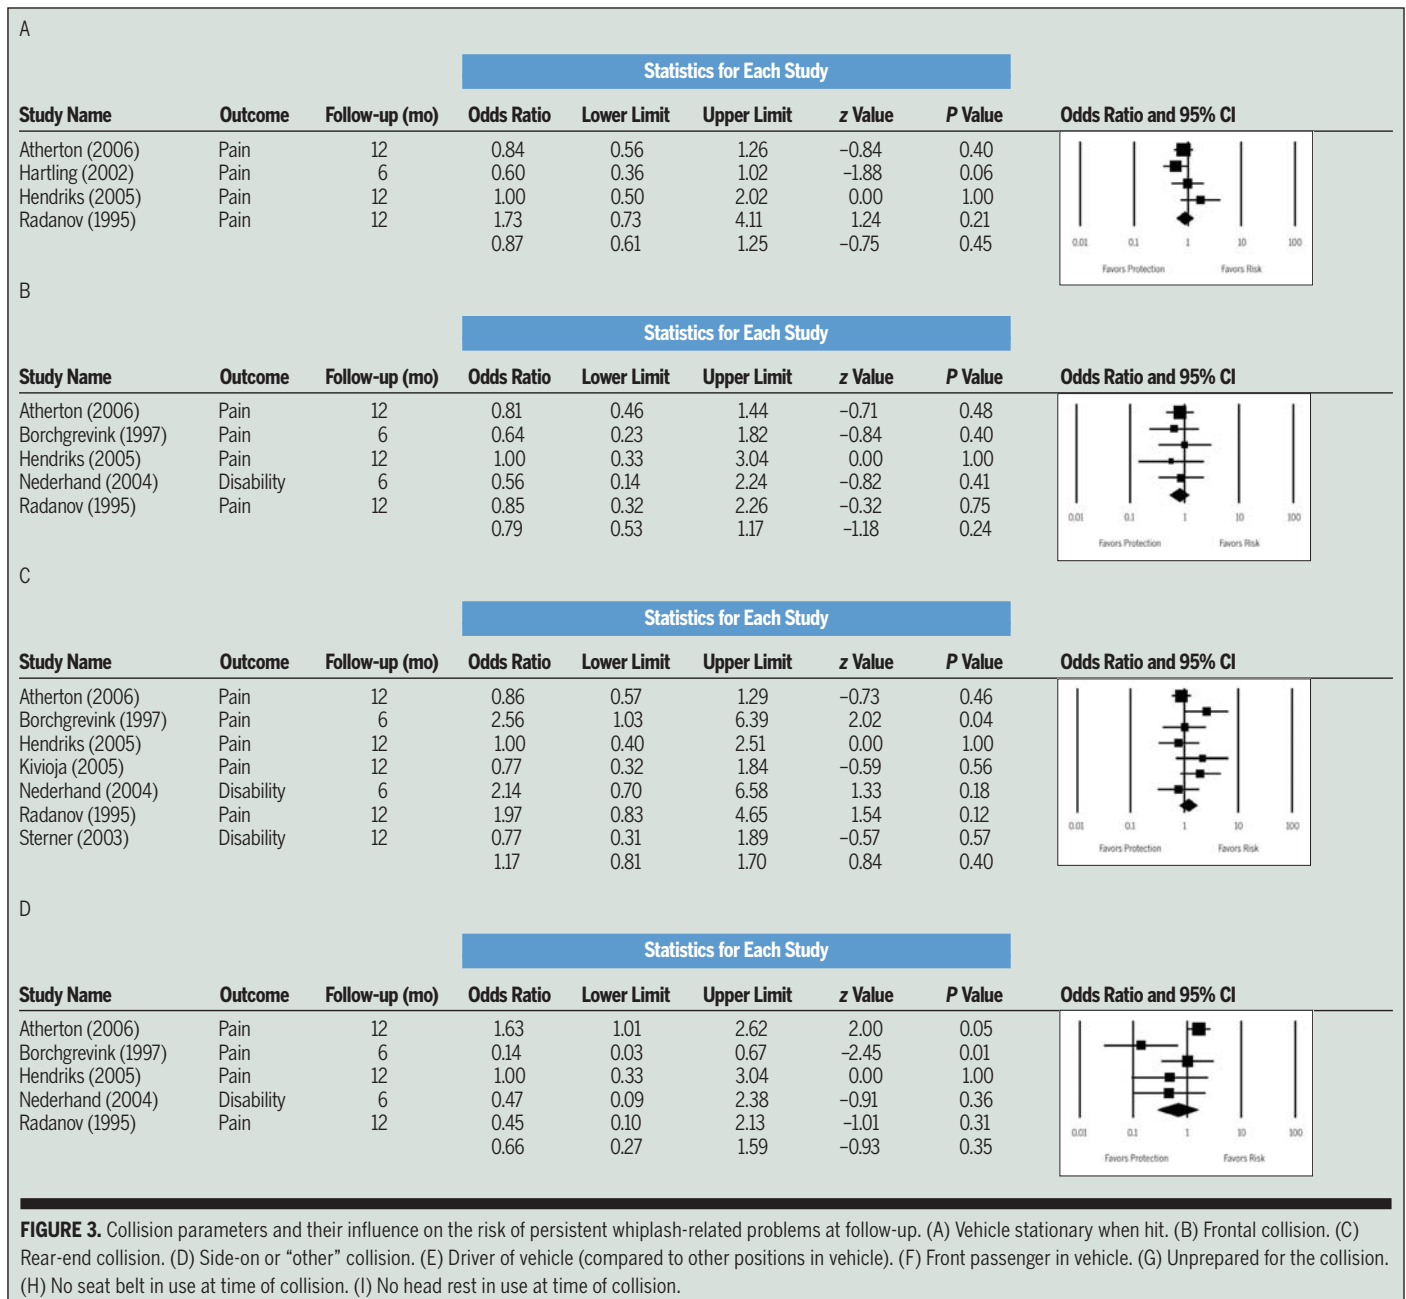 A
Statistics for Each Study
Study Name Outcome Follow-up (mo) Odds Ratio Lower Limit Upper Limit z Value P Value Odds Ratio and 95% CI
Atherton (2006) Pain 12 0.84 0.56 1.26 –0.84 0.40
Hartling (2002) Pain 6 0.60 0.36 1.02 –1.88 0.06
Hendriks (2005) Pain 12 1.00 0.50 2.02 0.00 1.00
Radanov (1995) Pain 12 1.73 0.73 4.11 1.24 0.21
0.87 0.61 1.25 –0.75 0.45
0.01 0.1 1 10 100
Favors Protection Favors Risk
B
Statistics for Each Study
Study Name Outcome Follow-up (mo) Odds Ratio Lower Limit Upper Limit z Value P Value Odds Ratio and 95% CI
Atherton (2006) Pain 12 0.81 0.46 1.44 –0.71 0.48
Borchgrevink (1997) Pain 6 0.64 0.23 1.82 –0.84 0.40
Hendriks (2005) Pain 12 1.00 0.33 3.04 0.00 1.00
Nederhand (2004) Disability 6 0.56 0.14 2.24 –0.82 0.41
Radanov (1995) Pain 12 0.85 0.32 2.26 –0.32 0.75
0.79 0.53 1.17 –1.18 0.24
0.01 0.1 1 10 100
Favors Protection Favors Risk
C
Statistics for Each Study
Study Name Outcome Follow-up (mo) Odds Ratio Lower Limit Upper Limit z Value P Value Odds Ratio and 95% CI
Atherton (2006) Pain 12 0.86 0.57 1.29 –0.73 0.46
Borchgrevink (1997) Pain 6 2.56 1.03 6.39 2.02 0.04
Hendriks (2005) Pain 12 1.00 0.40 2.51 0.00 1.00
Kivioja (2005) Pain 12 0.77 0.32 1.84 –0.59 0.56
Nederhand (2004) Disability 6 2.14 0.70 6.58 1.33 0.18
Radanov (1995) Pain 12 1.97 0.83 4.65 1.54 0.12
Sterner (2003) Disability 12 0.77 0.31 1.89 –0.57 0.57
1.17 0.81 1.70 0.84 0.40
0.01 0.1 1 10 100
Favors Protection Favors Risk
D
Statistics for Each Study
Study Name Outcome Follow-up (mo) Odds Ratio Lower Limit Upper Limit z Value P Value Odds Ratio and 95% CI
Atherton (2006) Pain 12 1.63 1.01 2.62 2.00 0.05
Borchgrevink (1997) Pain 6 0.14 0.03 0.67 –2.45 0.01
Hendriks (2005) Pain 12 1.00 0.33 3.04 0.00 1.00
Nederhand (2004) Disability 6 0.47 0.09 2.38 –0.91 0.36
Radanov (1995) Pain 12 0.45 0.10 2.13 –1.01 0.31
0.66 0.27 1.59 –0.93 0.35
0.01 0.1 1 10 100
Favors Protection Favors Risk
FIGURE 3. Collision parameters and their influence on the risk of persistent whiplash-related problems at follow-up. (A) Vehicle stationary when hit. (B) Frontal collision. (C)
Rear-end collision. (D) Side-on or “other” collision. (E) Driver of vehicle (compared to other positions in vehicle). (F) Front passenger in vehicle. (G) Unprepared for the collision.
(H) No seat belt in use at time of collision. (I) No head rest in use at time of collision.